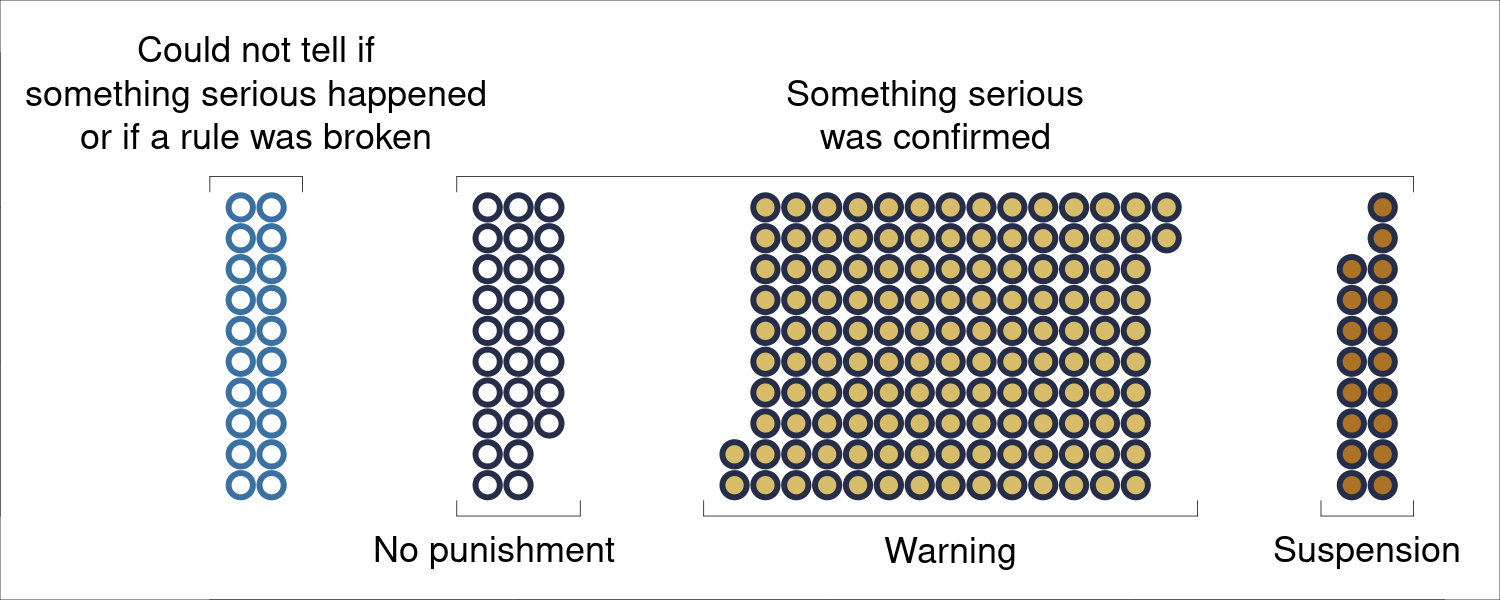 Could not tell if
something serious happened
or if a rule was broken
Something serious
was confirmed
No punishment
Warning
Suspension